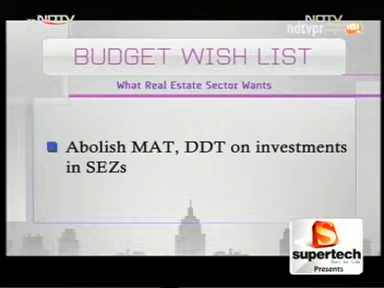 NDTV
NDTV
ndtvpr
BUDGET WISH LIST
What Real Estate Sector Wants
Abolish MAT, DDT on investments
in SEZs
S
supertech
Presents